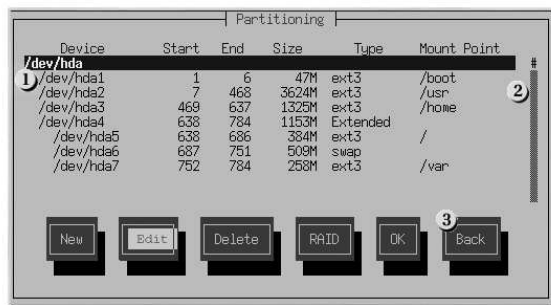 Partitioning
Device Start End Size Type Mount Point
/dev/hda #
1 /dev/hda1 1 6 47M ext3 /boot
/dev/hda2 7 468 3624M ext3 /usr 2
/dev/hda3 469 637 1325M ext3 /home
/dev/hda4 638 784 1153M Extended
/dev/hda5 638 686 384M ext3 /
/dev/hda6 687 751 509M swap
/dev/hda7 752 784 258M ext3 /var
3
New Edit Delete RAID OK Back